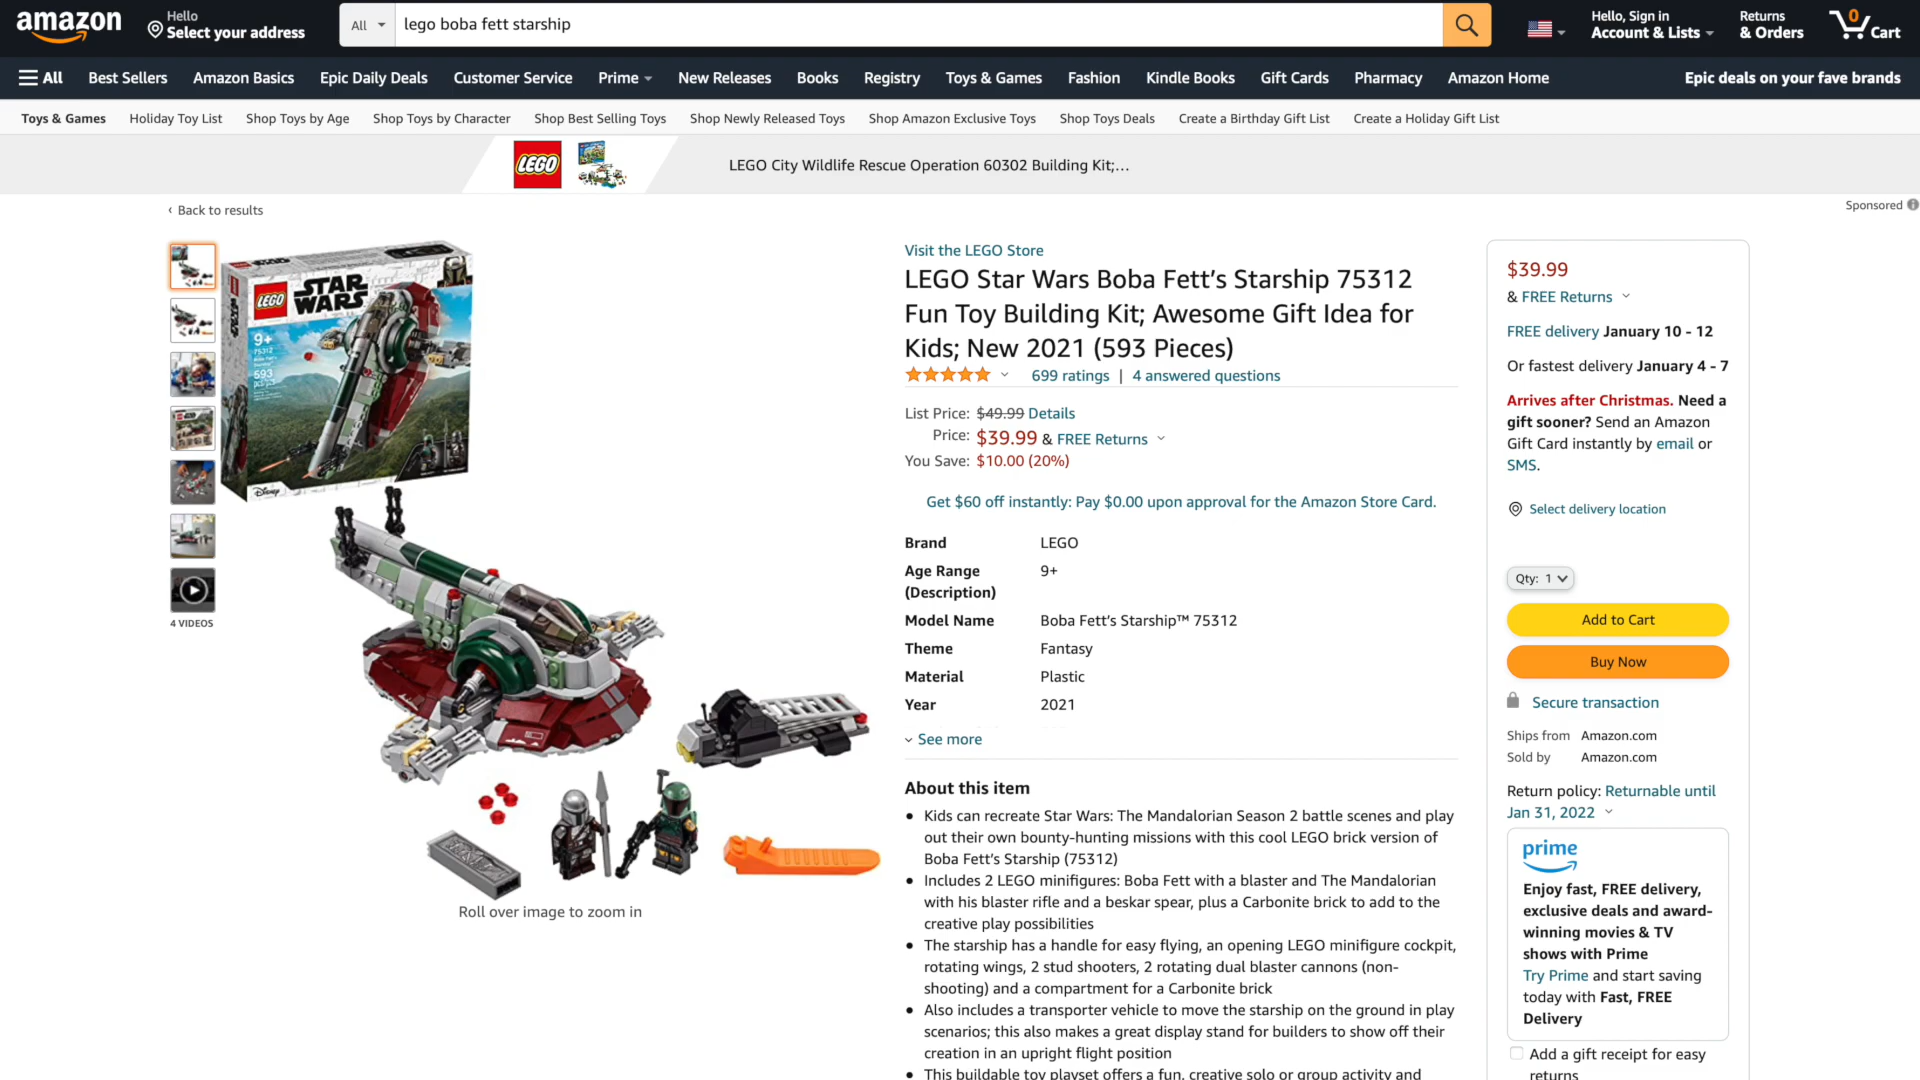 amazon
Hello
Select your address
All
lego boba fett starship
Hello, Sign in
Account & Lists
Returns
& Orders
0
Cart
All
Best Sellers
Amazon Basics
Epic Daily Deals
Customer Service
Prime
New Releases
Books
Registry
Toys & Games
Fashion
Kindle Books
Gift Cards
Pharmacy
Amazon Home
Epic deals on your fave brands
Toys & Games
Holiday Toy List
Shop Toys by Age
Shop Toys by Character
Shop Best Selling Toys
Shop Newly Released Toys
Shop Amazon Exclusive Toys
Shop Toys Deals
Create a Birthday Gift List
Create a Holiday Gift List
LEGO
LEGO City Wildlife Rescue Operation 60302 Building Kit;...
‹ Back to results
Sponsored
LEGO
STAR
WARS
9+
75312
593
Disney
4 VIDEOS
Roll over image to zoom in
Visit the LEGO Store
LEGO Star Wars Boba Fett’s Starship 75312
Fun Toy Building Kit; Awesome Gift Idea for
Kids; New 2021 (593 Pieces)
699 ratings | 4 answered questions
List Price: $49.99 Details
Price: $39.99 & FREE Returns
You Save: $10.00 (20%)
Get $60 off instantly: Pay $0.00 upon approval for the Amazon Store Card.
Brand LEGO
Age Range 9+
(Description)
Model Name Boba Fett’s Starship™ 75312
Theme Fantasy
Material Plastic
Year 2021
See more
About this item
• Kids can recreate Star Wars: The Mandalorian Season 2 battle scenes and play
out their own bounty-hunting missions with this cool LEGO brick version of
Boba Fett’s Starship (75312)
• Includes 2 LEGO minifigures: Boba Fett with a blaster and The Mandalorian
with his blaster rifle and a beskar spear, plus a Carbonite brick to add to the
creative play possibilities
• The starship has a handle for easy flying, an opening LEGO minifigure cockpit,
rotating wings, 2 stud shooters, 2 rotating dual blaster cannons (non-
shooting) and a compartment for a Carbonite brick
• Also includes a transporter vehicle to move the starship on the ground in play
scenarios; this also makes a great display stand for builders to show off their
creation in an upright flight position
• This buildable toy playset offers a fun, creative solo or group activity and
$39.99
& FREE Returns
FREE delivery January 10 - 12
Or fastest delivery January 4 - 7
Arrives after Christmas. Need a
gift sooner? Send an Amazon
Gift Card instantly by email or
SMS.
Select delivery location
Qty: 1
Add to Cart
Buy Now
Secure transaction
Ships from Amazon.com
Sold by Amazon.com
Return policy: Returnable until
Jan 31, 2022
prime
Enjoy fast, FREE delivery,
exclusive deals and award-
winning movies & TV
shows with Prime
Try Prime and start saving
today with Fast, FREE
Delivery
Add a gift receipt for easy
returns